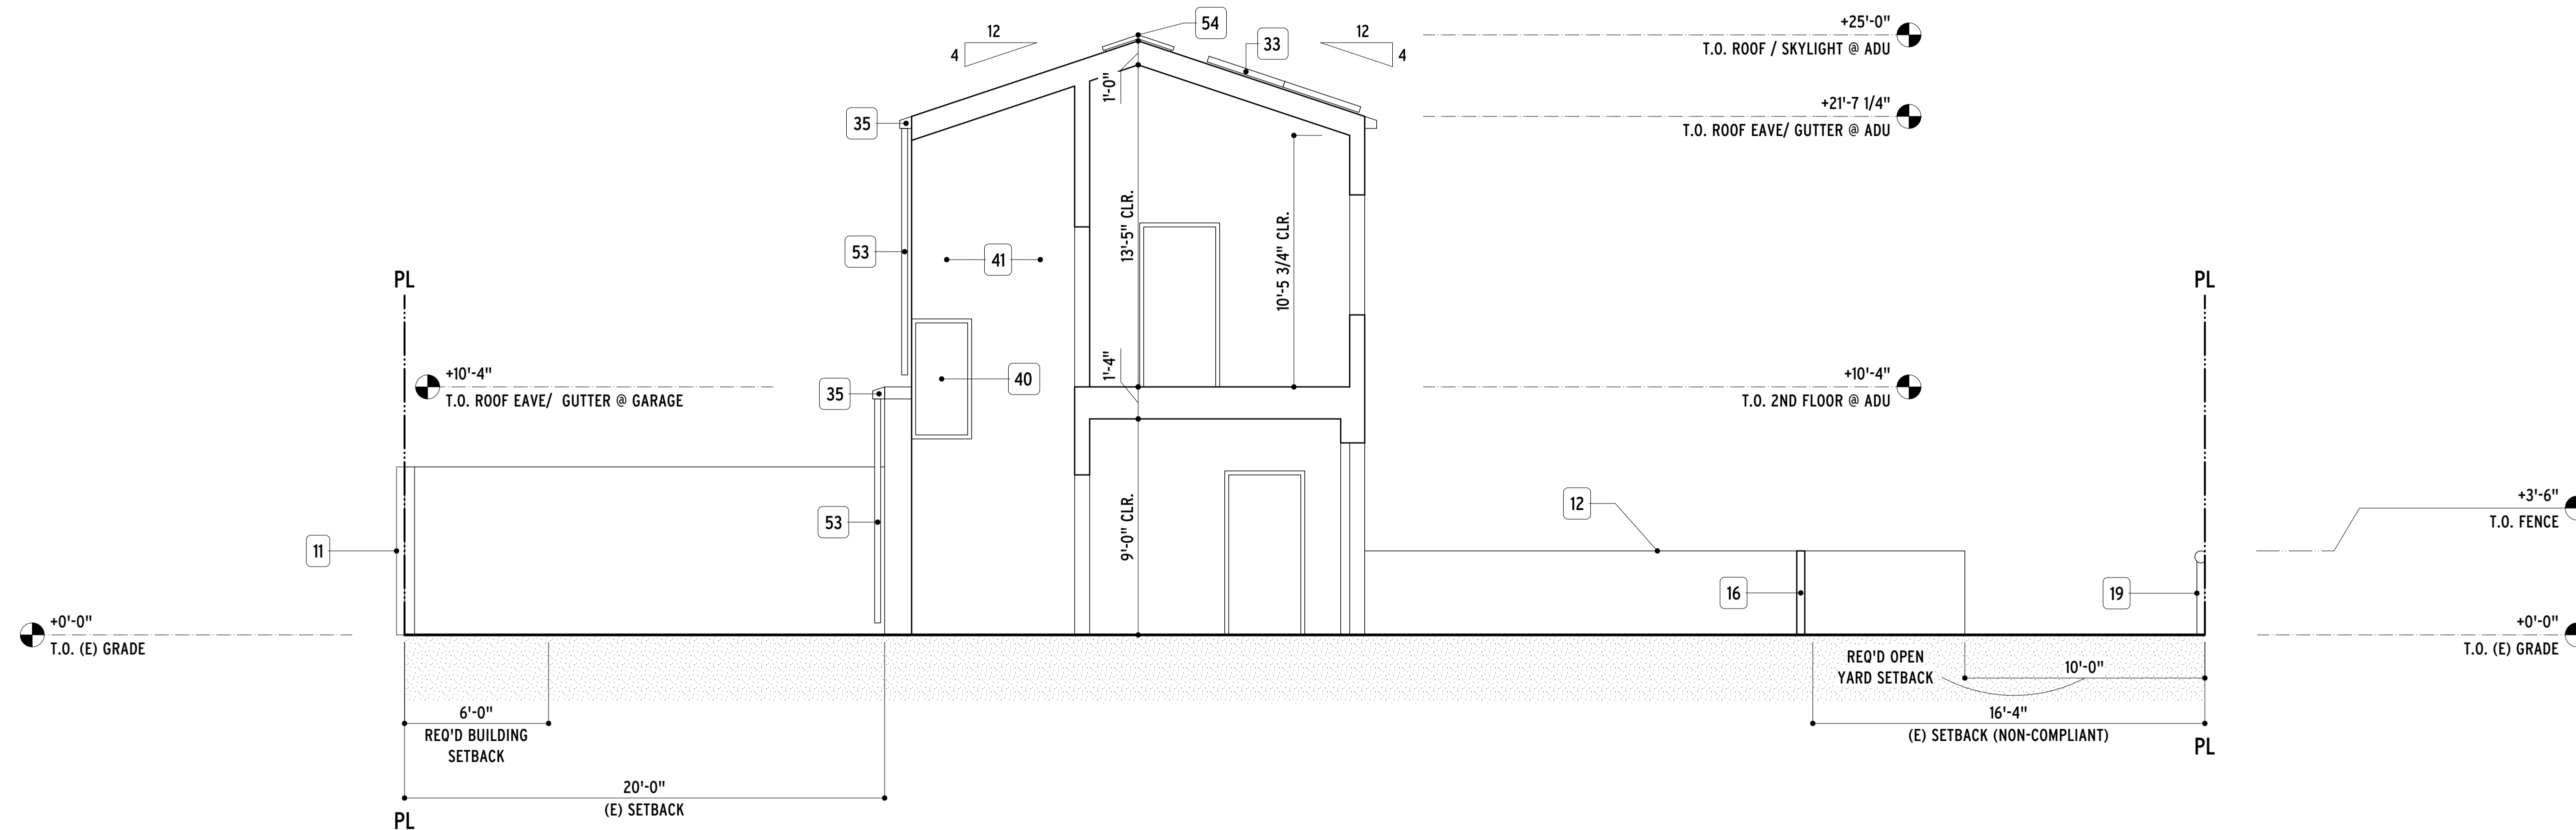 54
+25'-0"
T.O. ROOF / SKYLIGHT @ ADU
12
4
33
12
4
1'-0"
35
+21'-7 1/4"
T.O. ROOF EAVE/ GUTTER @ ADU
53
41
13'-5" CLR.
10'-5 3/4" CLR.
PL
PL
+10'-4"
T.O. ROOF EAVE/ GUTTER @ GARAGE
35
40
1'-4"
+10'-4"
T.O. 2ND FLOOR @ ADU
11
53
9'-0" CLR.
12
16
19
+3'-6"
T.O. FENCE
+0'-0"
T.O. (E) GRADE
+0'-0"
T.O. (E) GRADE
REQ'D OPEN
YARD SETBACK
10'-0"
6'-0"
REQ'D BUILDING
SETBACK
16'-4"
(E) SETBACK (NON-COMPLIANT)
PL
20'-0"
(E) SETBACK
PL